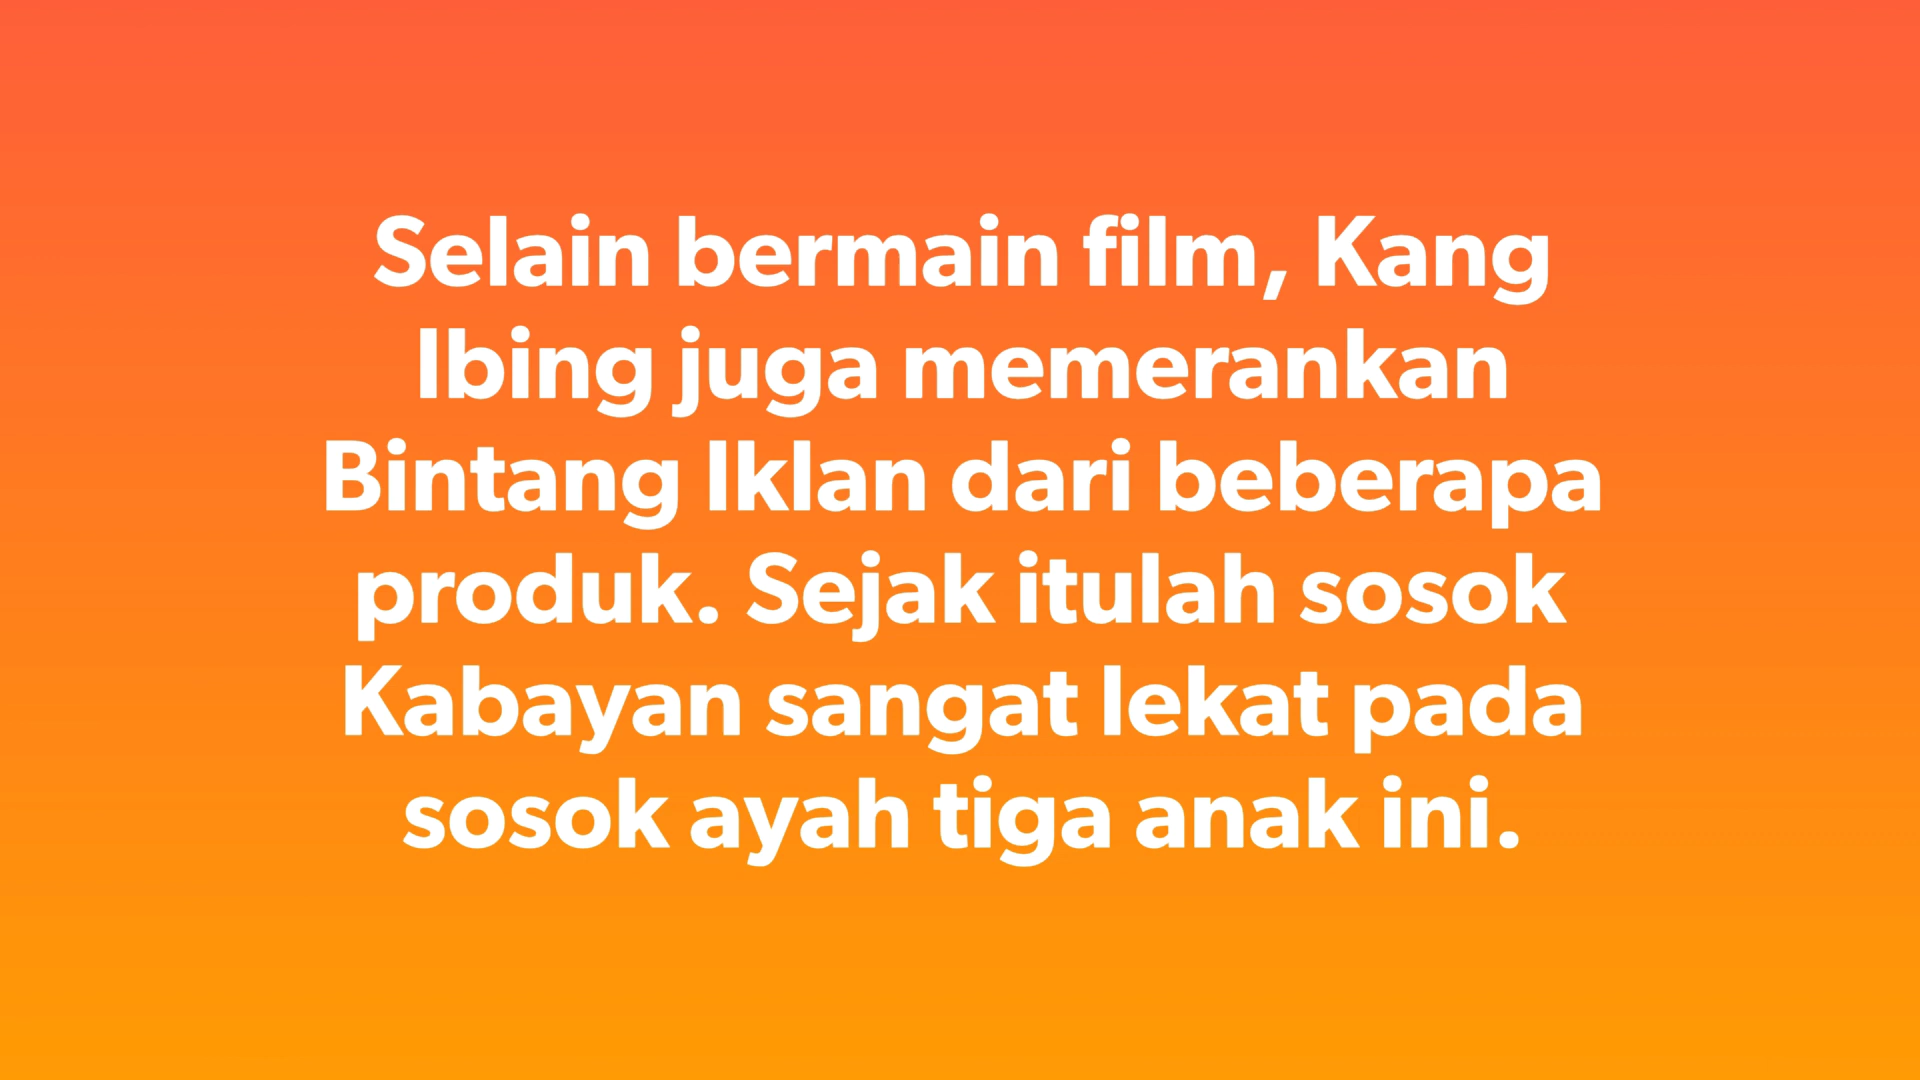 Selain bermain film, Kang
Ibing juga memerankan
Bintang Iklan dari beberapa
produk. Sejak itulah sosok
Kabayan sangat lekat pada
sosok ayah tiga anak ini.